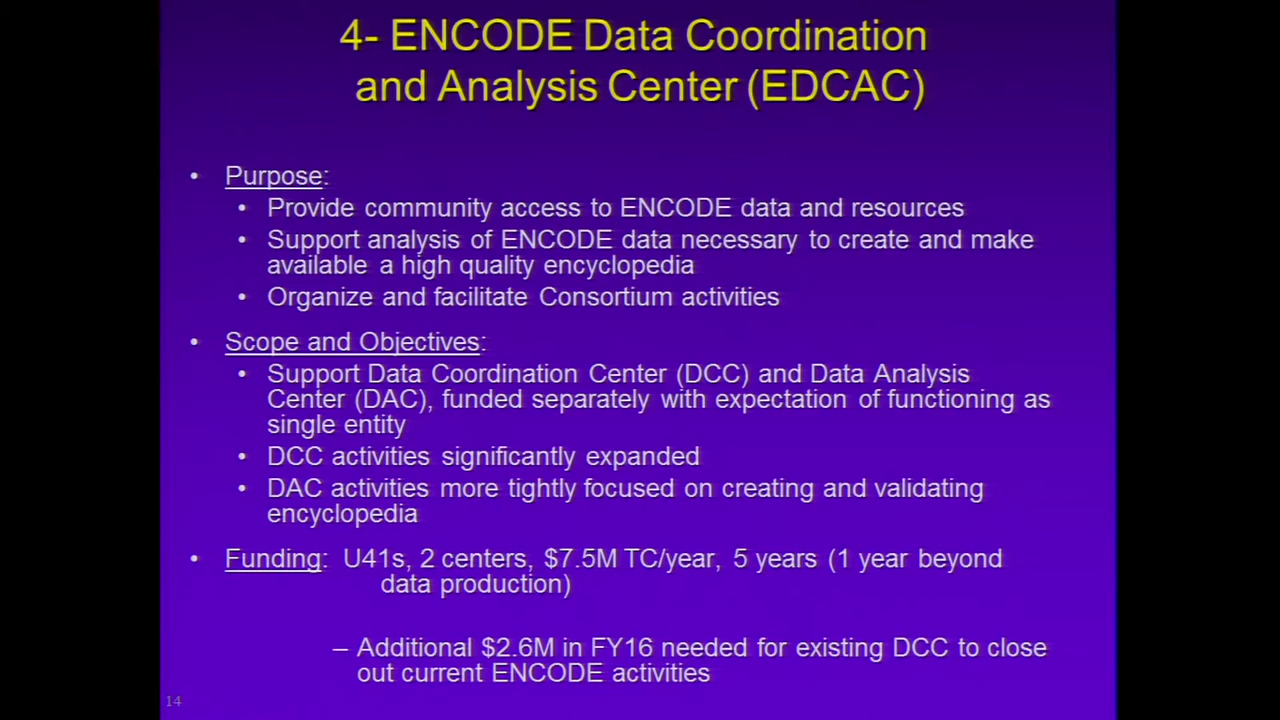 4- ENCODE Data Coordination
and Analysis Center (EDCAC)
• Purpose:
• Provide community access to ENCODE data and resources
• Support analysis of ENCODE data necessary to create and make
available a high quality encyclopedia
• Organize and facilitate Consortium activities
• Scope and Objectives:
• Support Data Coordination Center (DCC) and Data Analysis
Center (DAC), funded separately with expectation of functioning as
single entity
• DCC activities significantly expanded
• DAC activities more tightly focused on creating and validating
encyclopedia
• Funding: U41s, 2 centers, $7.5M TC/year, 5 years (1 year beyond
data production)
– Additional $2.6M in FY16 needed for existing DCC to close
out current ENCODE activities
14